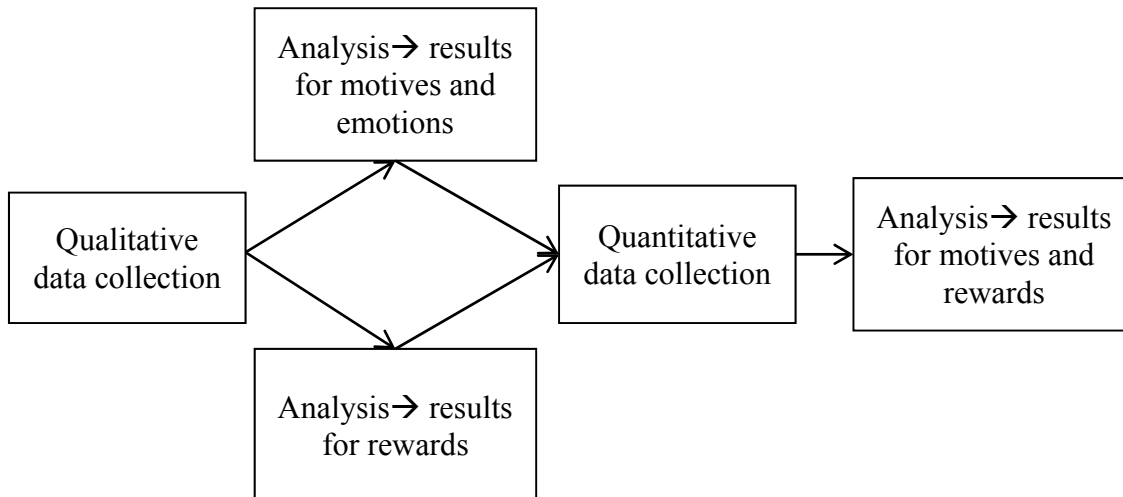 Analysis→ results
for motives and
emotions
Qualitative
data collection
Analysis→ results
for rewards
Quantitative
data collection
Analysis→ results
for motives and
rewards